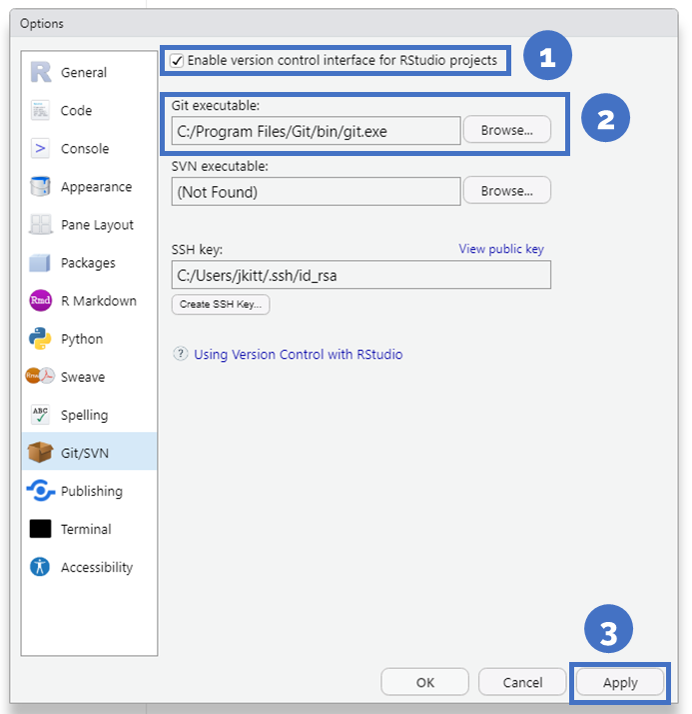 Options
General
Code
Console
Appearance
Pane Layout
Packages
Rmd R Markdown
Python
Sweave
ABC Spelling
Git/SVN
Publishing
Terminal
Accessibility
Enable version control interface for RStudio projects
1
Git executable:
C:/Program Files/Git/bin/git.exe
Browse...
2
SVN executable:
(Not Found)
Browse...
SSH key:
View public key
C:/Users/jkitt/.ssh/id_rsa
Create SSH Key...
? Using Version Control with RStudio
3
OK
Cancel
Apply